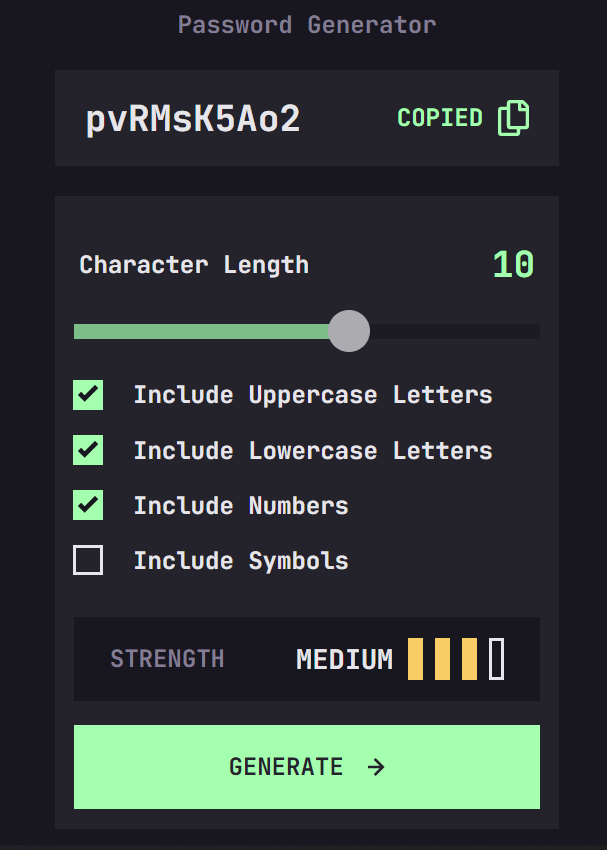 Password Generator
pvRMsK5Ao2 COPIED
Character Length 10
Include Uppercase Letters
Include Lowercase Letters
Include Numbers
Include Symbols
STRENGTH MEDIUM
GENERATE →